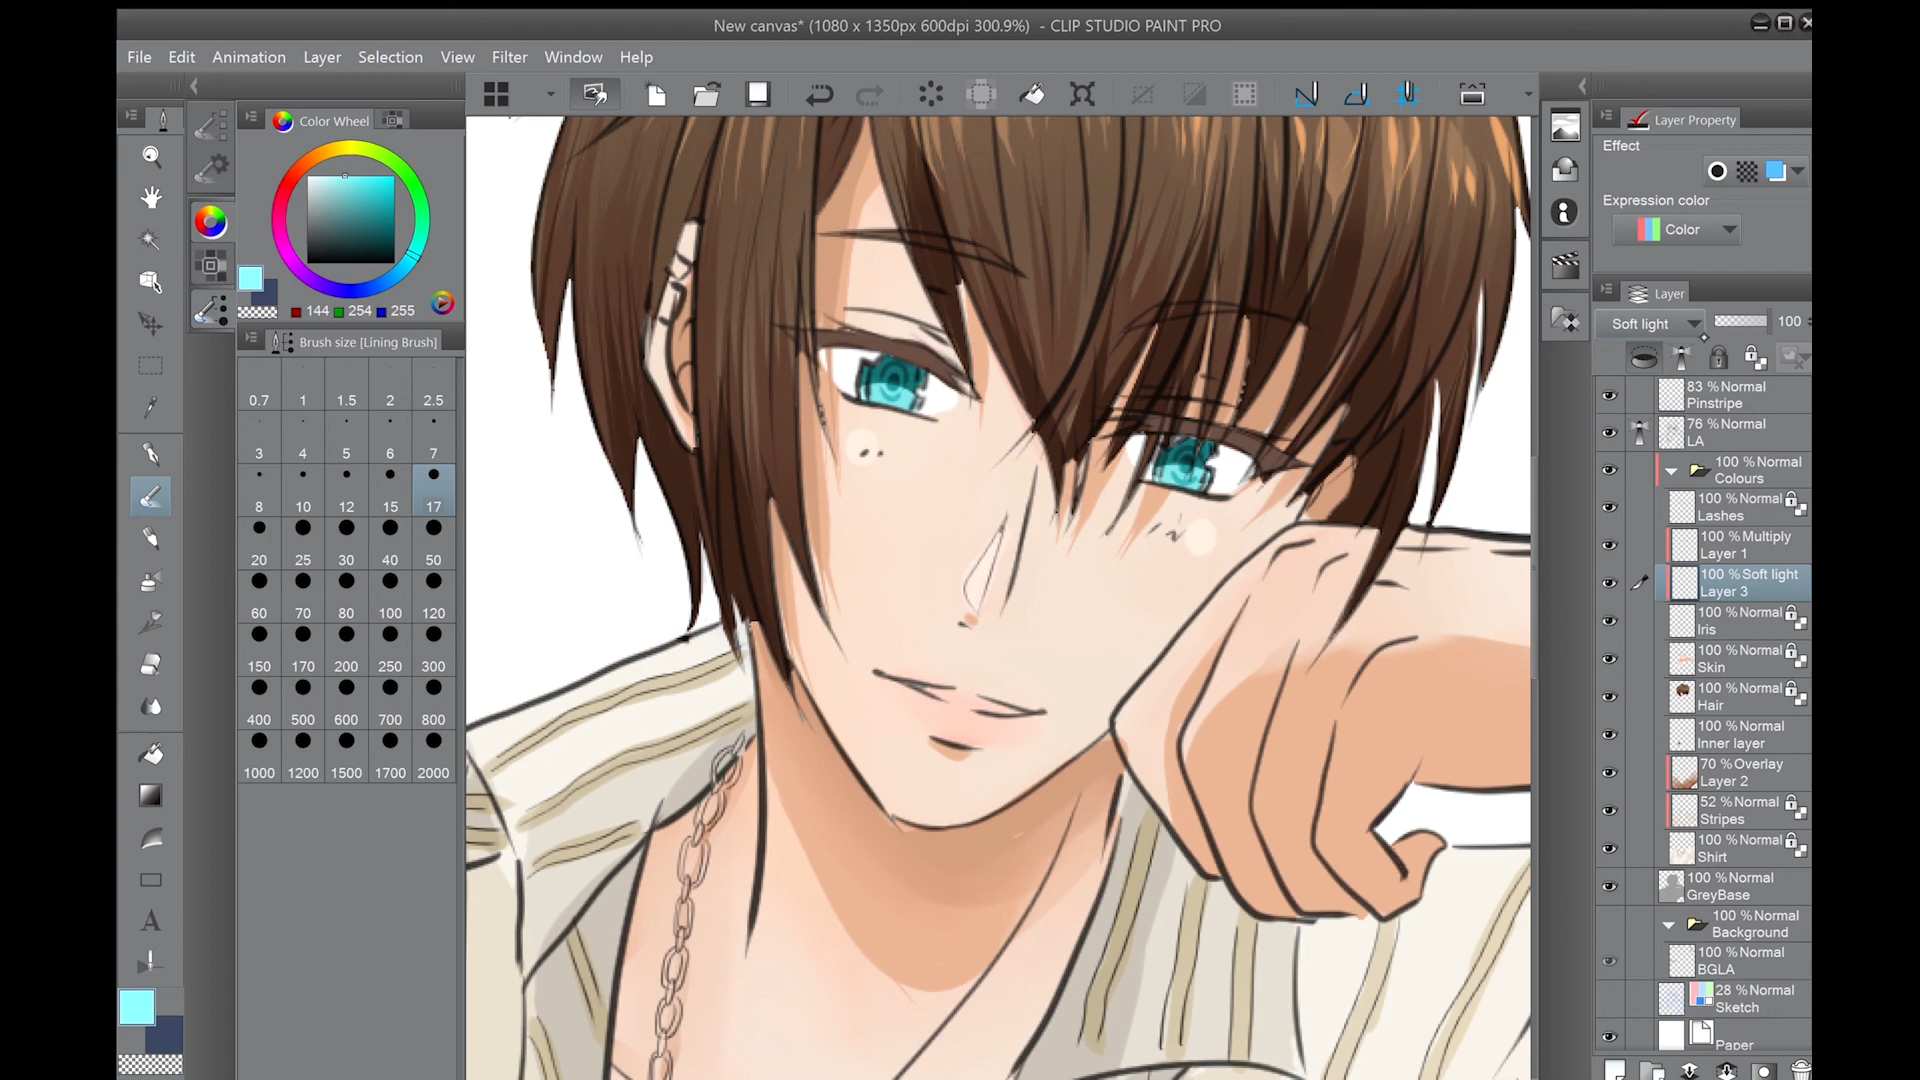 New canvas* (1080 x 1350px 600dpi 300.9%) - CLIP STUDIO PAINT PRO
File Edit Animation Layer Selection View Filter Window Help
Color Wheel
144 254 255
Brush size [Lining Brush]
0.7 1 1.5 2 2.5
3 4 5 6 7
8 10 12 15 17
20 25 30 40 50
60 70 80 100 120
150 170 200 250 300
400 500 600 700 800
1000 1200 1500 1700 2000
A
Layer Property
Effect
Expression color
Color
Layer
Soft light 100
83 % Normal
Pinstripe
76 % Normal
LA
100 % Normal
Colours
100 % Normal
Lashes
100 % Multiply
Layer 1
100 % Soft light
Layer 3
100 % Normal
Iris
100 % Normal
Skin
100 % Normal
Hair
100 % Normal
Inner layer
70 % Overlay
Layer 2
52 % Normal
Stripes
100 % Normal
Shirt
100 % Normal
GreyBase
100 % Normal
Background
100 % Normal
BGLA
28 % Normal
Sketch
Paper